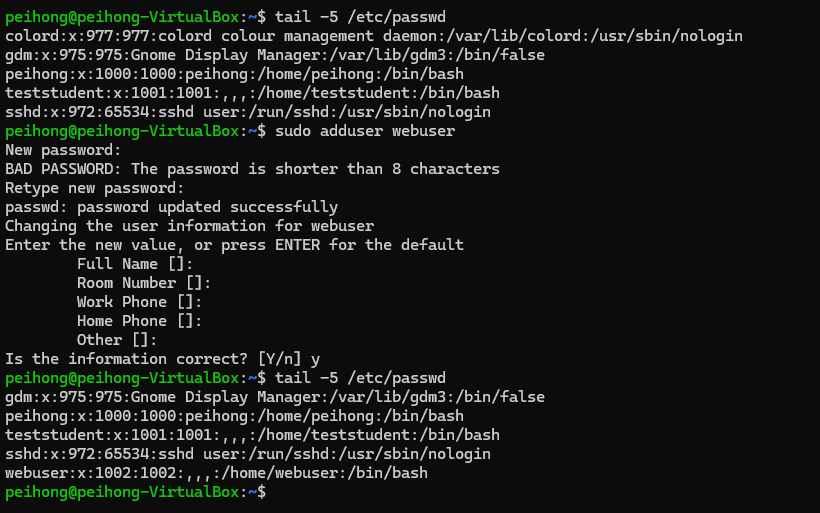 peihong@peihong-VirtualBox:~$ tail -5 /etc/passwd
colord:x:977:977:colord colour management daemon:/var/lib/colord:/usr/sbin/nologin
gdm:x:975:975:Gnome Display Manager:/var/lib/gdm3:/bin/false
peihong:x:1000:1000:peihong:/home/peihong:/bin/bash
teststudent:x:1001:1001:,,,:/home/teststudent:/bin/bash
sshd:x:972:65534:sshd user:/run/sshd:/usr/sbin/nologin
peihong@peihong-VirtualBox:~$ sudo adduser webuser
New password:
BAD PASSWORD: The password is shorter than 8 characters
Retype new password:
passwd: password updated successfully
Changing the user information for webuser
Enter the new value, or press ENTER for the default
        Full Name []:
        Room Number []:
        Work Phone []:
        Home Phone []:
        Other []:
Is the information correct? [Y/n] y
peihong@peihong-VirtualBox:~$ tail -5 /etc/passwd
gdm:x:975:975:Gnome Display Manager:/var/lib/gdm3:/bin/false
peihong:x:1000:1000:peihong:/home/peihong:/bin/bash
teststudent:x:1001:1001:,,,:/home/teststudent:/bin/bash
sshd:x:972:65534:sshd user:/run/sshd:/usr/sbin/nologin
webuser:x:1002:1002:,,,:/home/webuser:/bin/bash
peihong@peihong-VirtualBox:~$